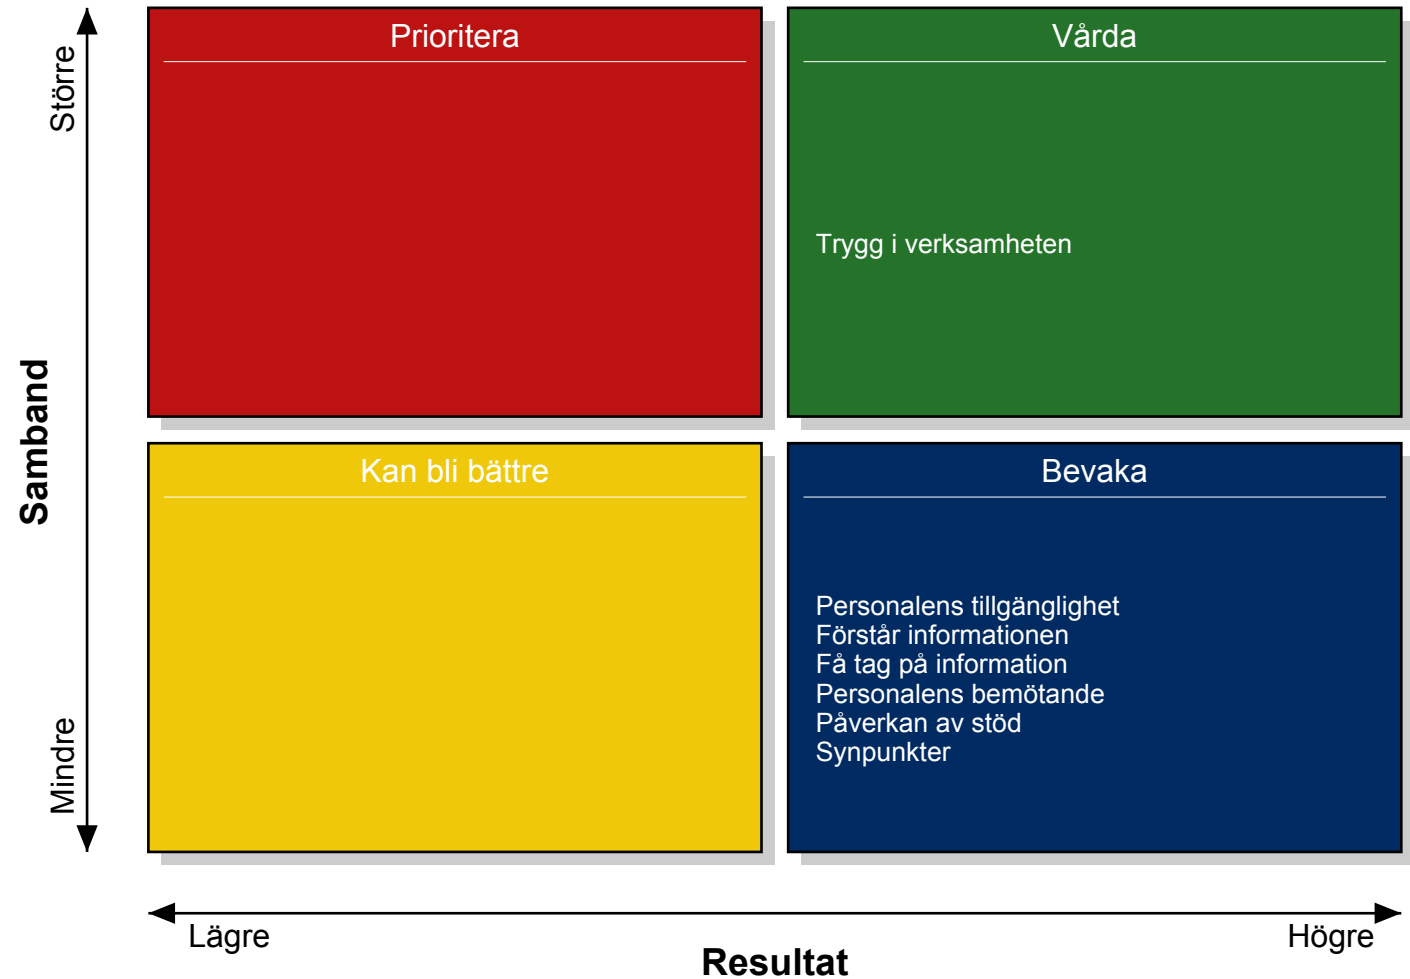 Prioritera
Vårda
Större
Trygg i verksamheten
Samband
Kan bli bättre
Bevaka
Personalens tillgänglighet
Förstår informationen
Få tag på information
Personalens bemötande
Påverkan av stöd
Synpunkter
Mindre
Lägre
Högre
Resultat